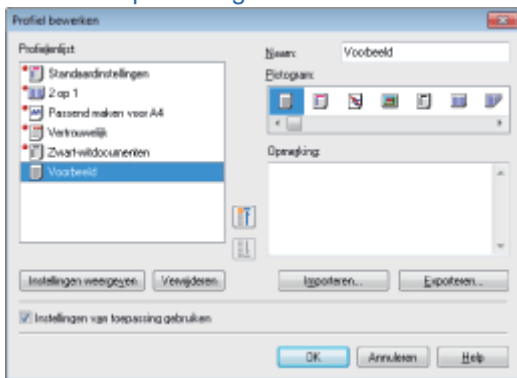 Profiel bewerken
Profielenlijst:
Standaardinstellingen
2 op 1
Passend maken voor A4
Vertrouwelijk
Zwart-witdocumenten
Voorbeeld
Naam:
Voorbeeld
Pictogram:
Opmerking:
Instellingen weergeven
Verwijderen
Importeren...
Exporteren...
Instellingen van toepassing gebruiken
OK
Annuleren
Help